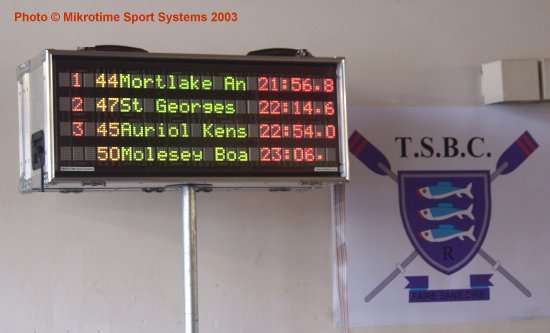 Photo © Mikrotime Sport Systems 2003
1 44Mortlake An 21:56.8
2 47St Georges 22:14.6
3 45Auriol Kens 22:54.0
50Molesey Boa 23:06.
T.S.B.C.
R